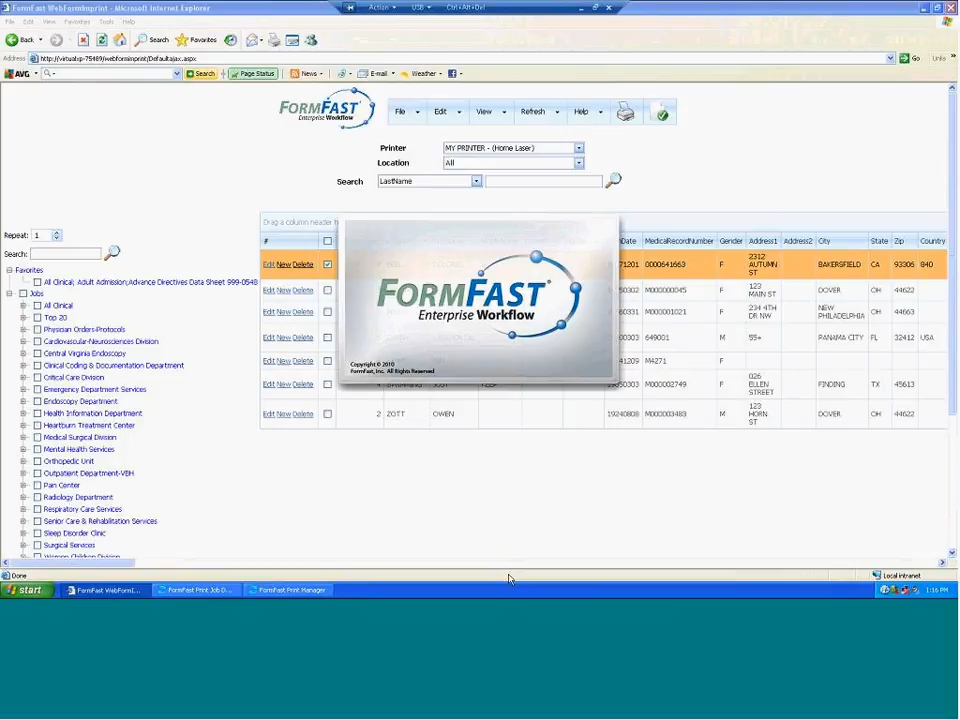 FormFast WebFormImprint - Microsoft Internet Explorer
Action USB Ctrl+Alt+Del
File Edit View Favorites Tools Help
Back Search Favorites
Address http://virtualxp-75489/webformimprint/Defaultajax.aspx Go Links
AVG Search Page Status News E-mail Weather
FORMFAST File Edit View Refresh Help
Enterprise Workflow
Printer MY PRINTER - (Home Laser)
Location All
Search LastName
Drag a column header
Repeat: 1
Search:
# MedicalRecordNumber Gender Address1 Address2 City State Zip Country
Edit New Delete 0000641663 F 2312 AUTUMN ST BAKERSFIELD CA 93306 840
Edit New Delete M000000045 F 123 MAIN ST DOVER OH 44622
Edit New Delete M000001021 F 234 4TH DR NW NEW PHILADELPHIA OH 44663
Edit New Delete 649001 M 55+ PANAMA CITY FL 32412 USA
Edit New Delete M4271 F
Edit New Delete M000002749 F 026 ELLEN STREET FINDING TX 45613
Edit New Delete 2 ZOTT OWEN 19240808 M000003483 M 123 HORN ST DOVER OH 44622
FORMFAST
Enterprise Workflow
Copyright © 2010
FormFast, Inc. All Rights Reserved
Favorites
All Clinical; Adult Admission;Advance Directives Data Sheet 999-0548
Jobs
All Clinical
Top 20
Physician Orders-Protocols
Cardiovascular-Neurosciences Division
Central Virginia Endoscopy
Clinical Coding & Documentation Department
Critical Care Division
Emergency Department Services
Endoscopy Department
Health Information Department
Heartburn Treatment Center
Medical Surgical Division
Mental Health Services
Orthopedic Unit
Outpatient Department-VBH
Pain Center
Radiology Department
Respiratory Care Services
Senior Care & Rehabilitation Services
Sleep Disorder Clinic
Surgical Services
Women Childrens Division
Done Local intranet
start FormFast WebFormI... FormFast Print Job D... FormFast Print Manager 1:16 PM